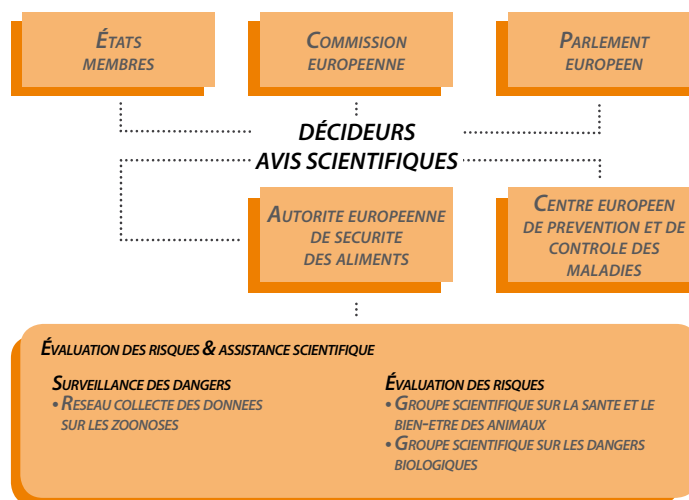 ÉTATS
MEMBRES
COMMISSION
EUROPEENNE
PARLEMENT
EUROPEEN
DÉCIDEURS
AVIS SCIENTIFIQUES
AUTORITE EUROPEENNE
DE SECURITE
DES ALIMENTS
CENTRE EUROPEEN
DE PREVENTION ET DE
CONTROLE DES
MALADIES
ÉVALUATION DES RISQUES & ASSISTANCE SCIENTIFIQUE
SURVEILLANCE DES DANGERS
• RESEAU COLLECTE DES DONNEES
SUR LES ZOONOSES
ÉVALUATION DES RISQUES
• GROUPE SCIENTIFIQUE SUR LA SANTE ET LE
BIEN-ETRE DES ANIMAUX
• GROUPE SCIENTIFIQUE SUR LES DANGERS
BIOLOGIQUES